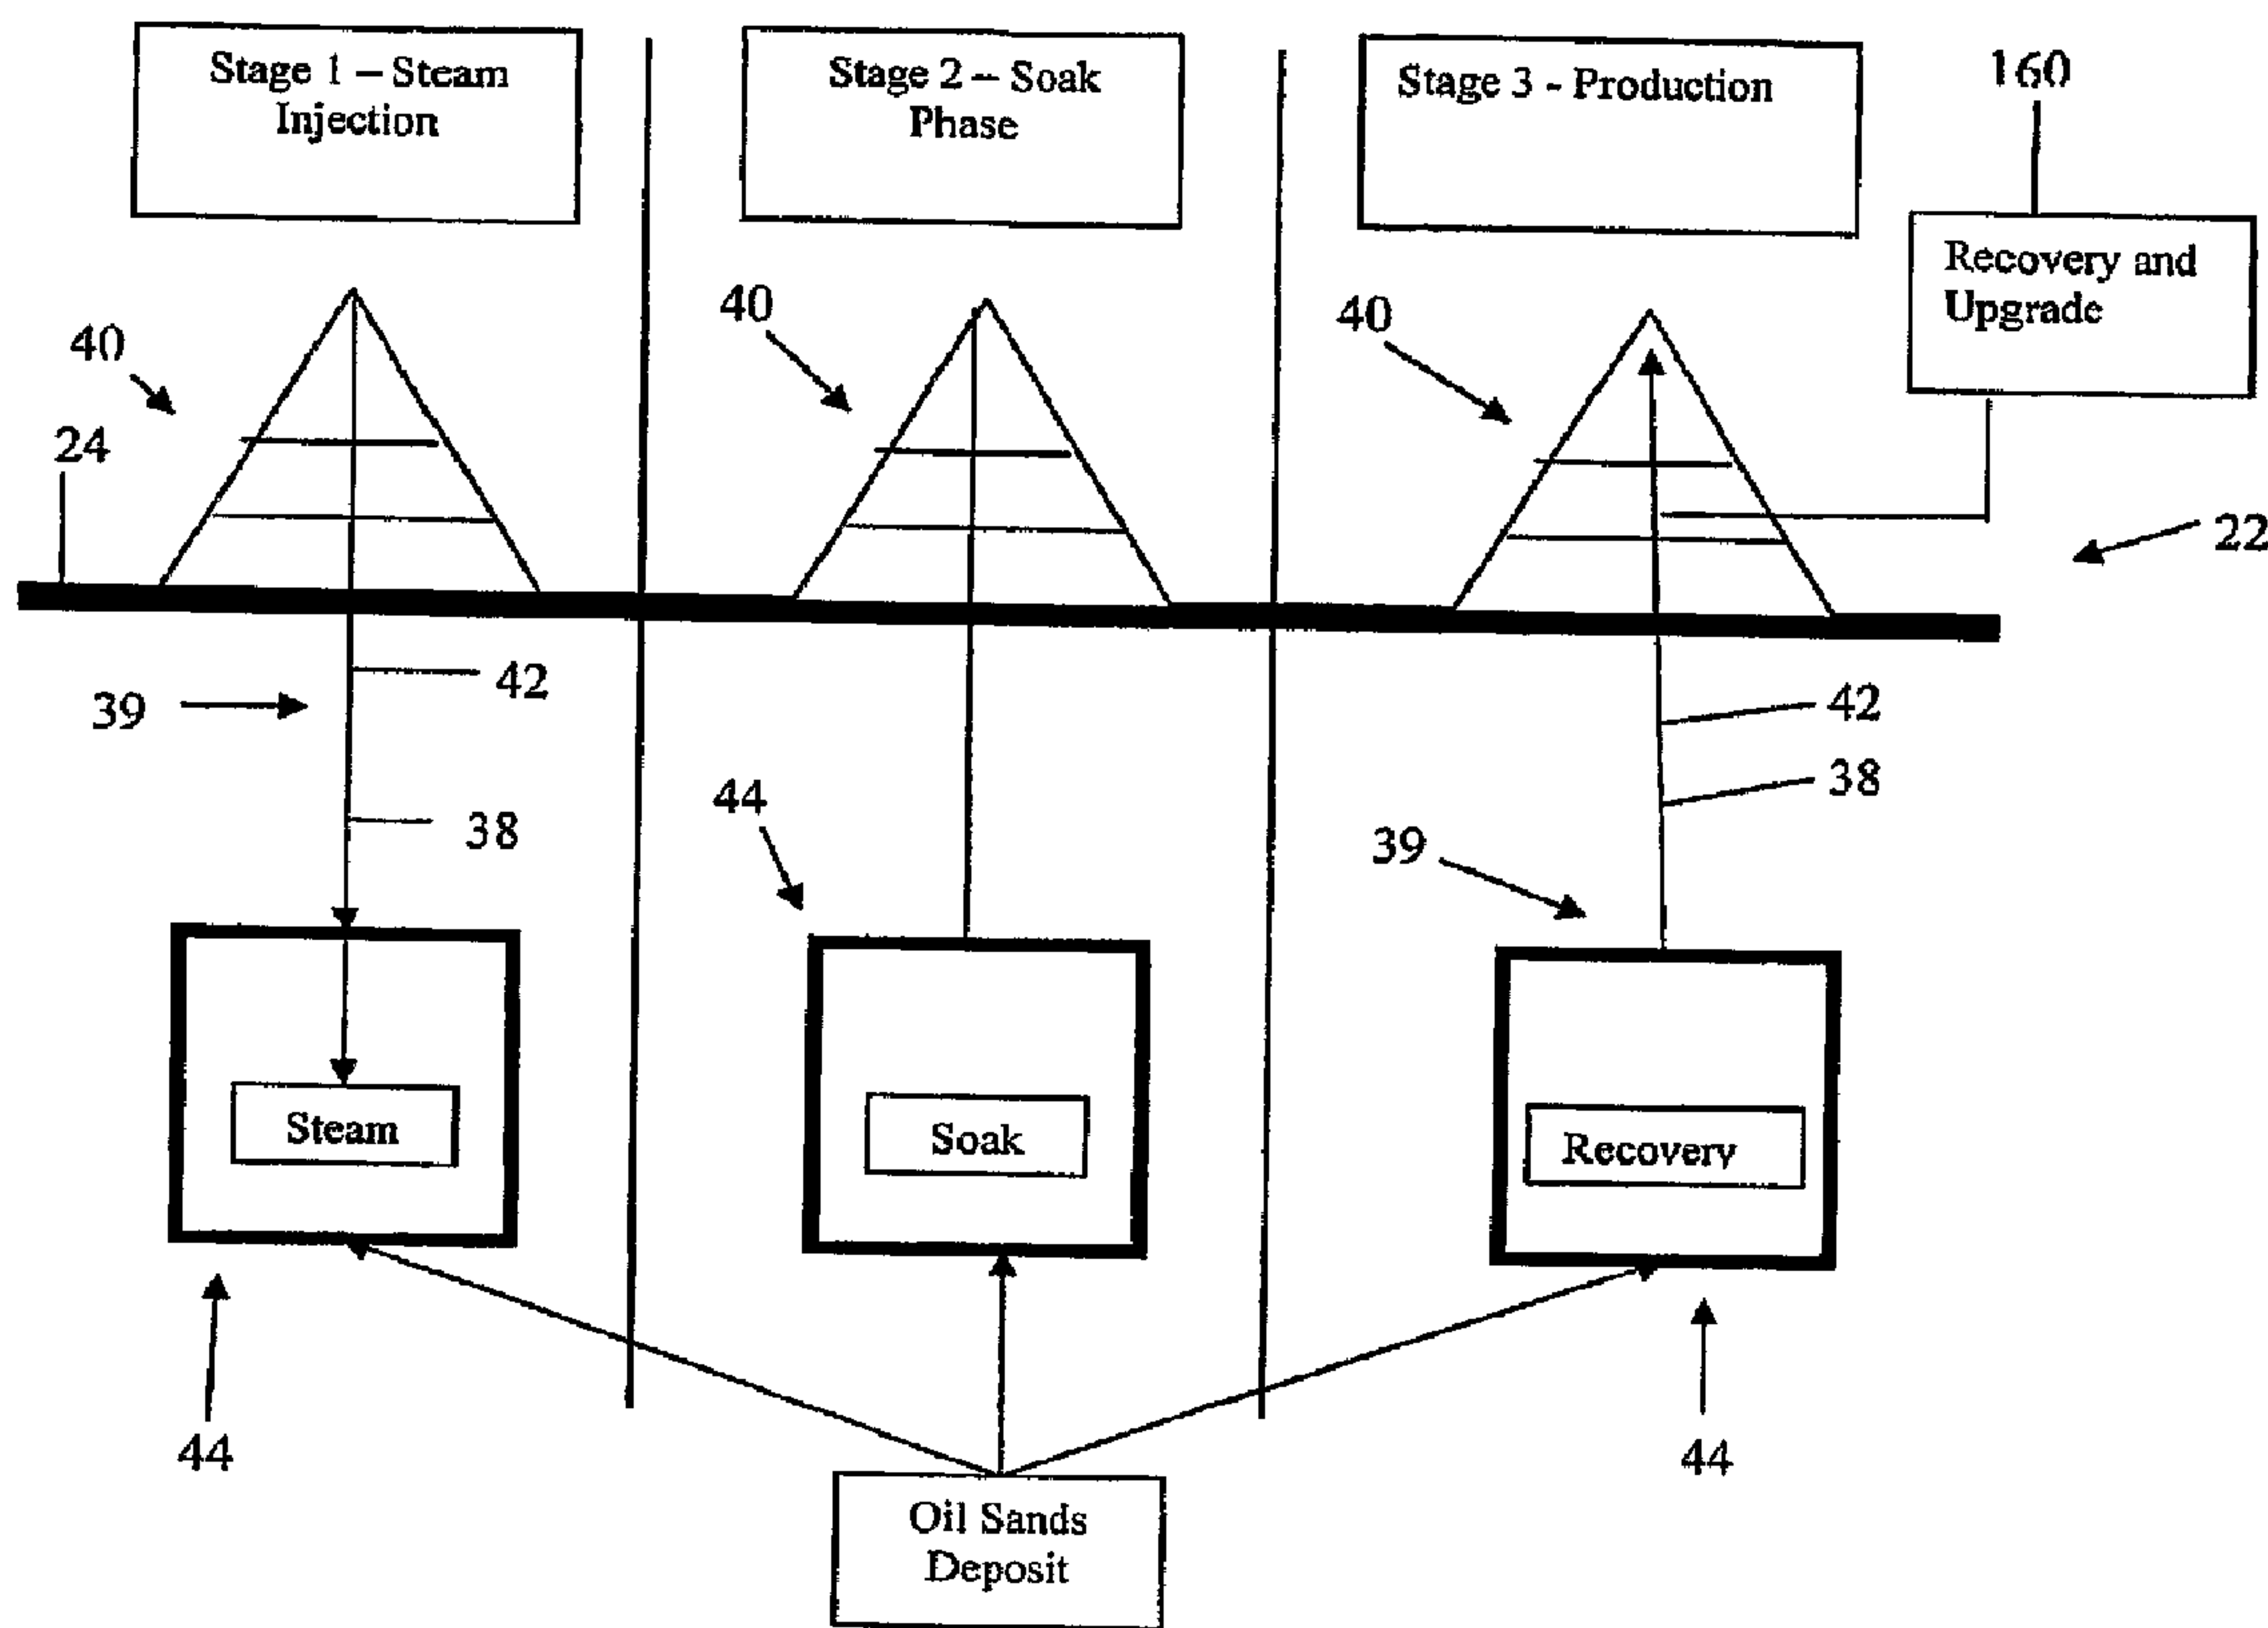 Stage 1 – Steam
Injection
Stage 2 – Soak
Phase
Stage 3 - Production
160
Recovery and
Upgrade
40
40
40
24
22
42
39
38
44
42
38
39
Steam
Soak
Recovery
44
44
Oil Sands
Deposit